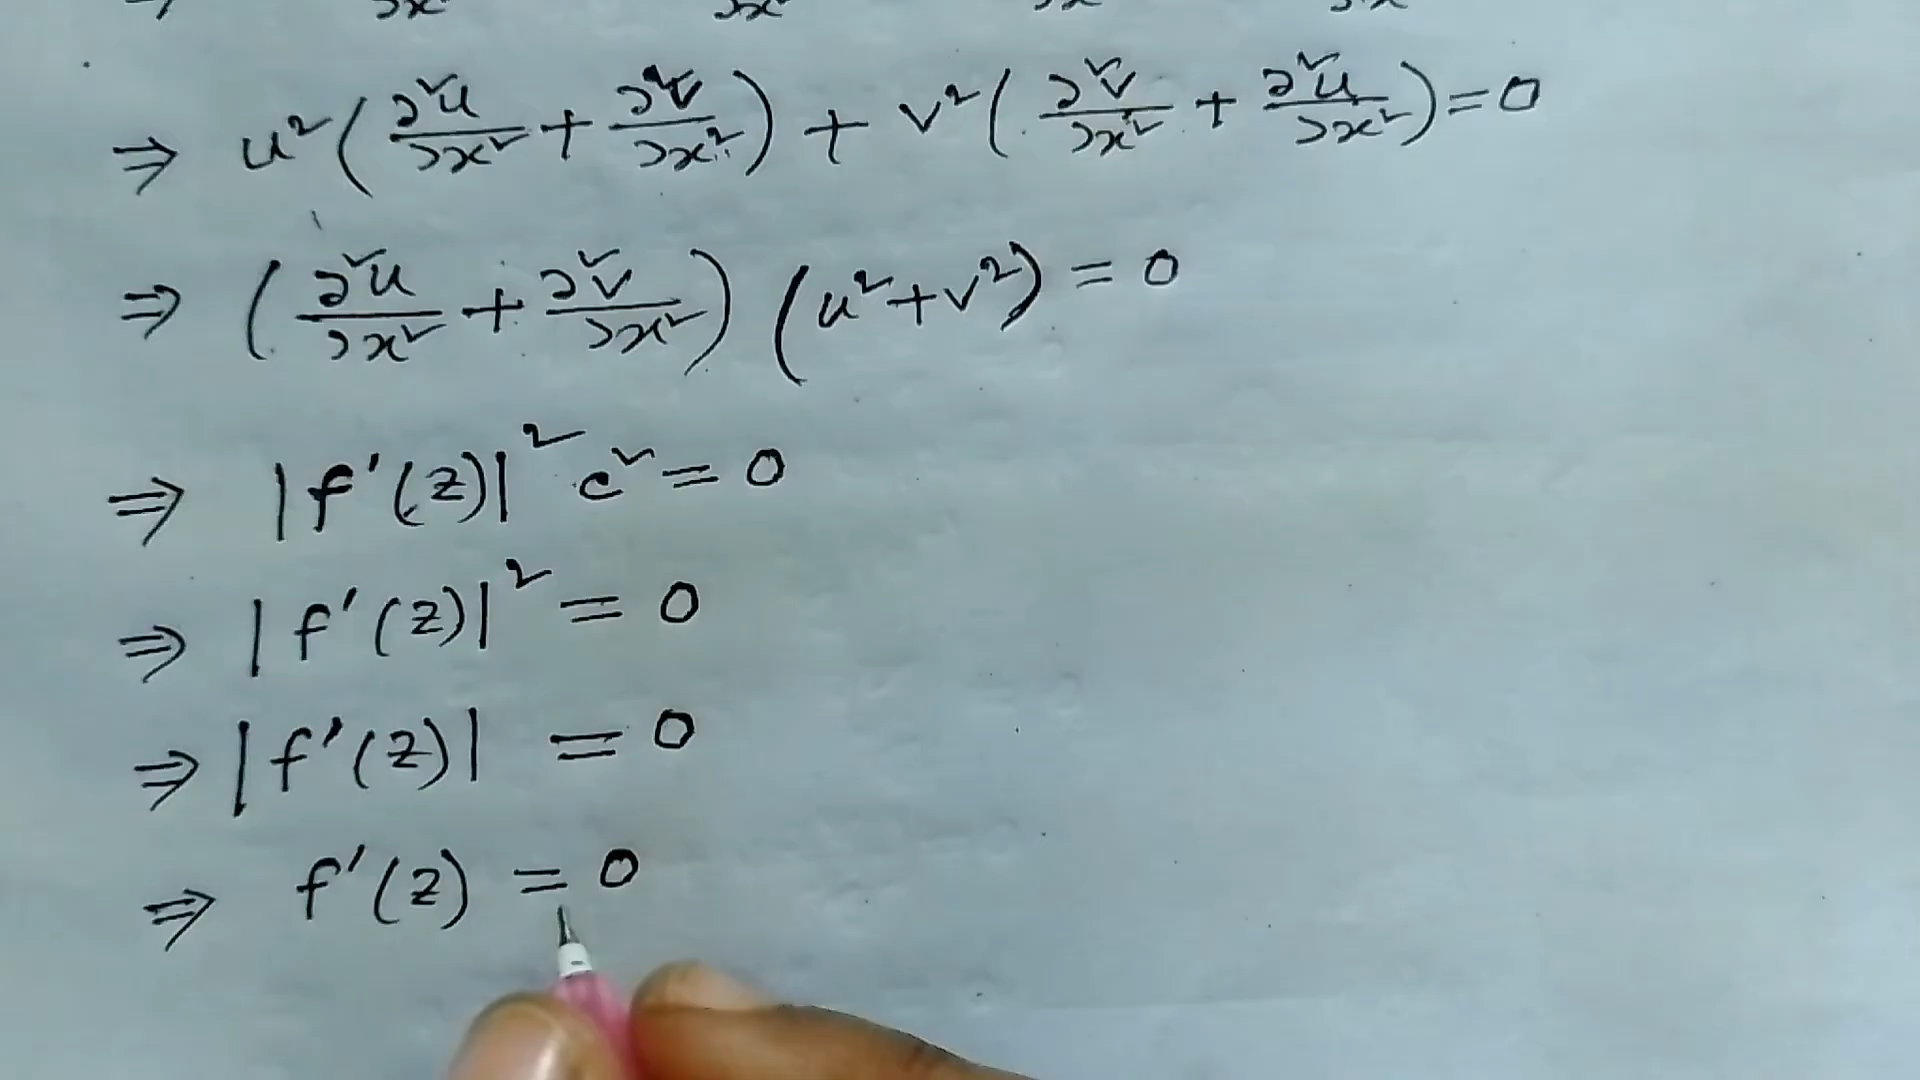 ⇒ u² ( ∂²u/∂x² + ∂²v/∂x² ) + v² ( ∂²v/∂x² + ∂²u/∂x² ) = 0
⇒ ( ∂²u/∂x² + ∂²v/∂x² ) ( u² + v² ) = 0
⇒ |f'(z)|² c² = 0
⇒ |f'(z)|² = 0
⇒ |f'(z)| = 0
⇒ f'(z) = 0